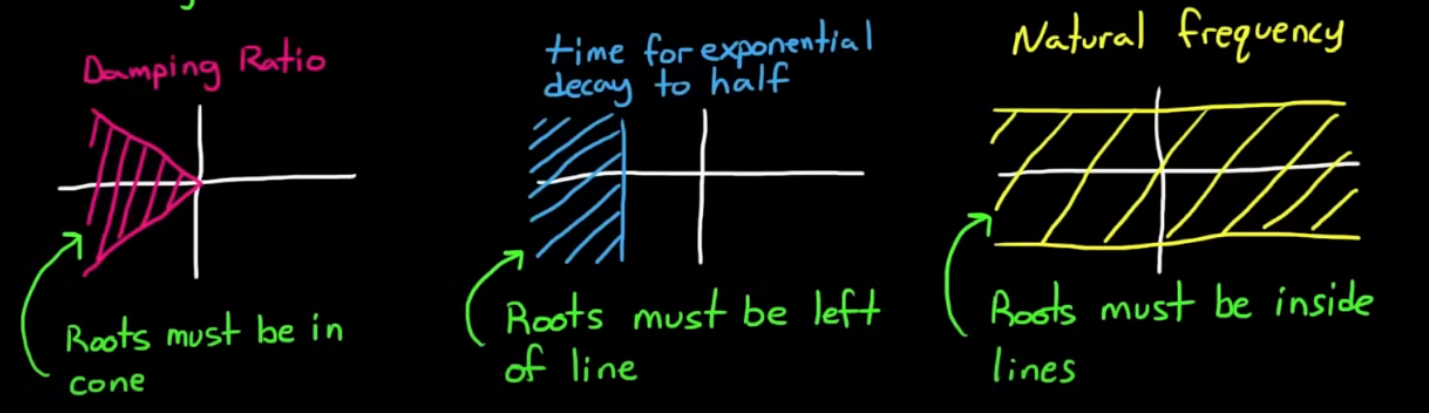 Damping Ratio
Roots must be in
cone
time for exponential
decay to half
Roots must be left
of line
Natural frequency
Roots must be inside
lines